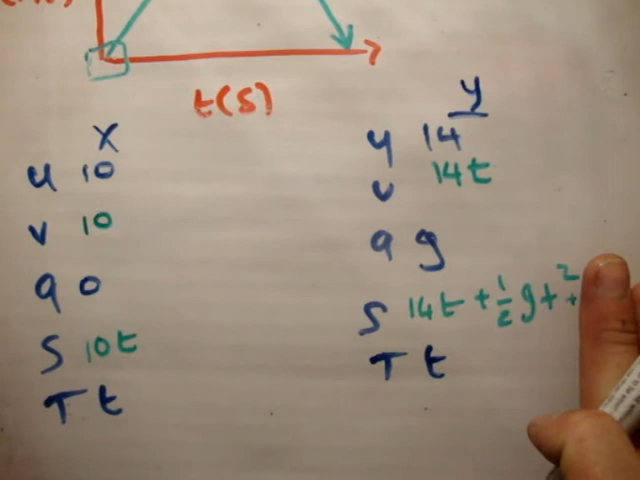 t(s)
x
u 10
v 10
a 0
s 10t
T t
y
u 14
v 14t
a g
s 14t + ½gt²
T t